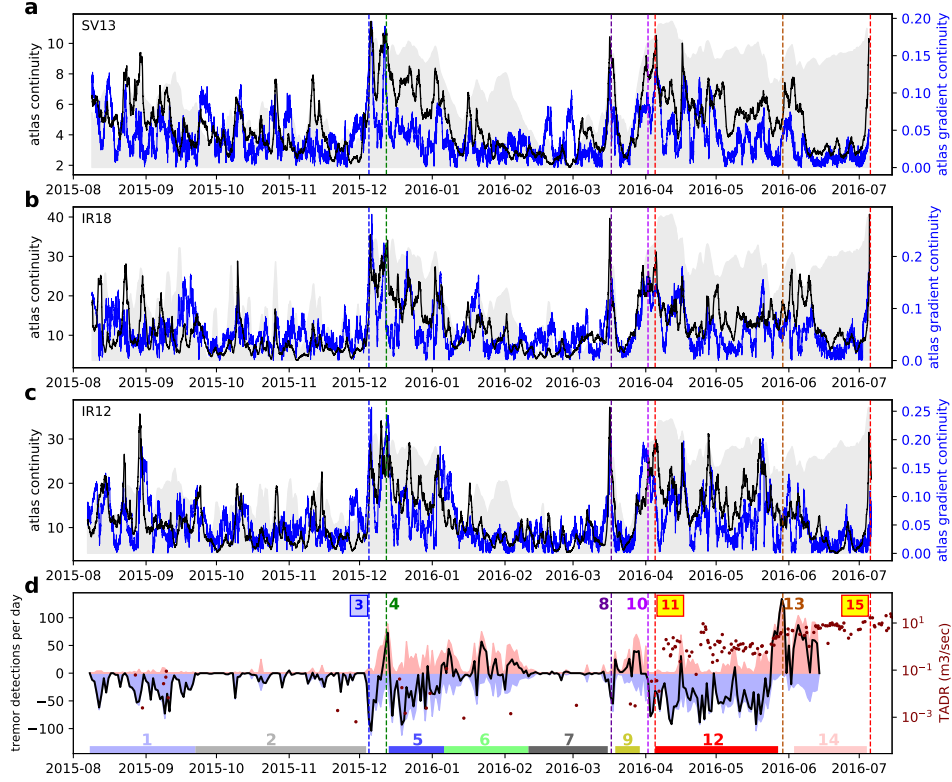 a
SV13
atlas continuity
10
8
6
4
2
0.20
0.15
0.10
0.05
0.00
atlas gradient continuity
2015-08 2015-09 2015-10 2015-11 2015-12 2016-01 2016-02 2016-03 2016-04 2016-05 2016-06 2016-07
b
IR18
atlas continuity
40
30
20
10
0.2
0.1
0.0
atlas gradient continuity
2015-08 2015-09 2015-10 2015-11 2015-12 2016-01 2016-02 2016-03 2016-04 2016-05 2016-06 2016-07
c
IR12
atlas continuity
30
20
10
0.25
0.20
0.15
0.10
0.05
0.00
atlas gradient continuity
2015-08 2015-09 2015-10 2015-11 2015-12 2016-01 2016-02 2016-03 2016-04 2016-05 2016-06 2016-07
d
tremor detections per day
100
50
0
−50
−100
3 4 8 10 11 13 15
1 2 5 6 7 9 12 14
10¹
10⁻¹
10⁻³
TADR (m3/sec)
2015-08 2015-09 2015-10 2015-11 2015-12 2016-01 2016-02 2016-03 2016-04 2016-05 2016-06 2016-07